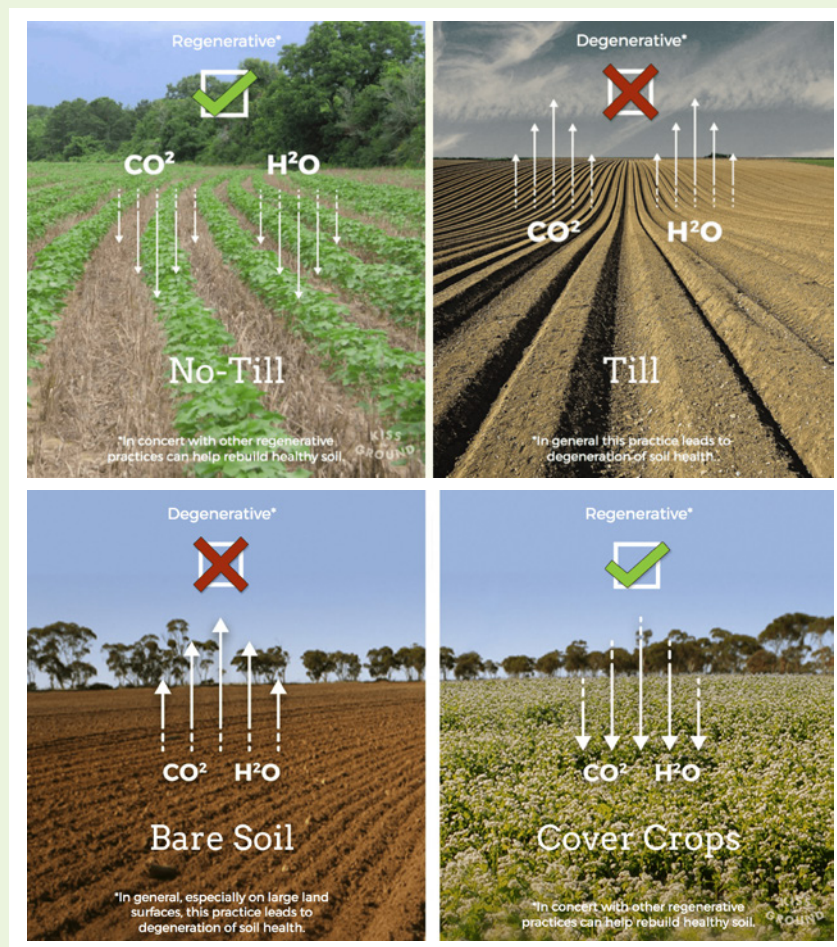 Regenerative*
CO² H²O
No-Till
*In concert with other regenerative
practices can help rebuild healthy soil.
KISS
GROUND
Degenerative*
CO² H²O
Till
*In general this practice leads to
degeneration of soil health.
Degenerative*
CO² H²O
Bare Soil
*In general, especially on large land
surfaces, this practice leads to
degeneration of soil health.
Regenerative*
CO² H²O
Cover Crops
*In concert with other regenerative
practices can help rebuild healthy soil.
KISS
GROUND